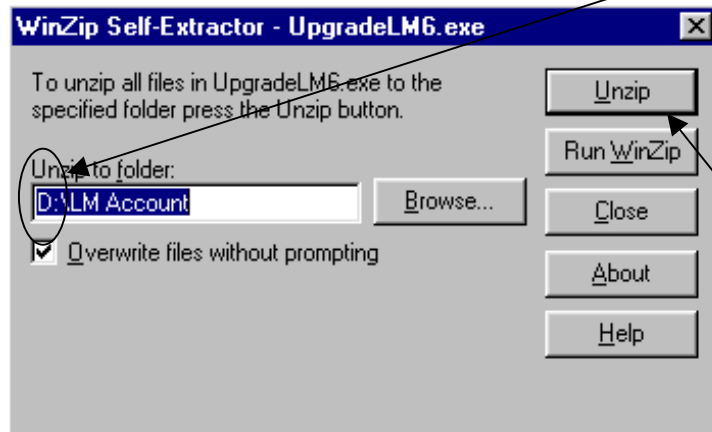 WinZip Self-Extractor - UpgradeLM6.exe
To unzip all files in UpgradeLM6.exe to the
specified folder press the Unzip button.
Unzip to folder:
D:\LM Account
Browse...
Overwrite files without prompting
Unzip
Run WinZip
Close
About
Help